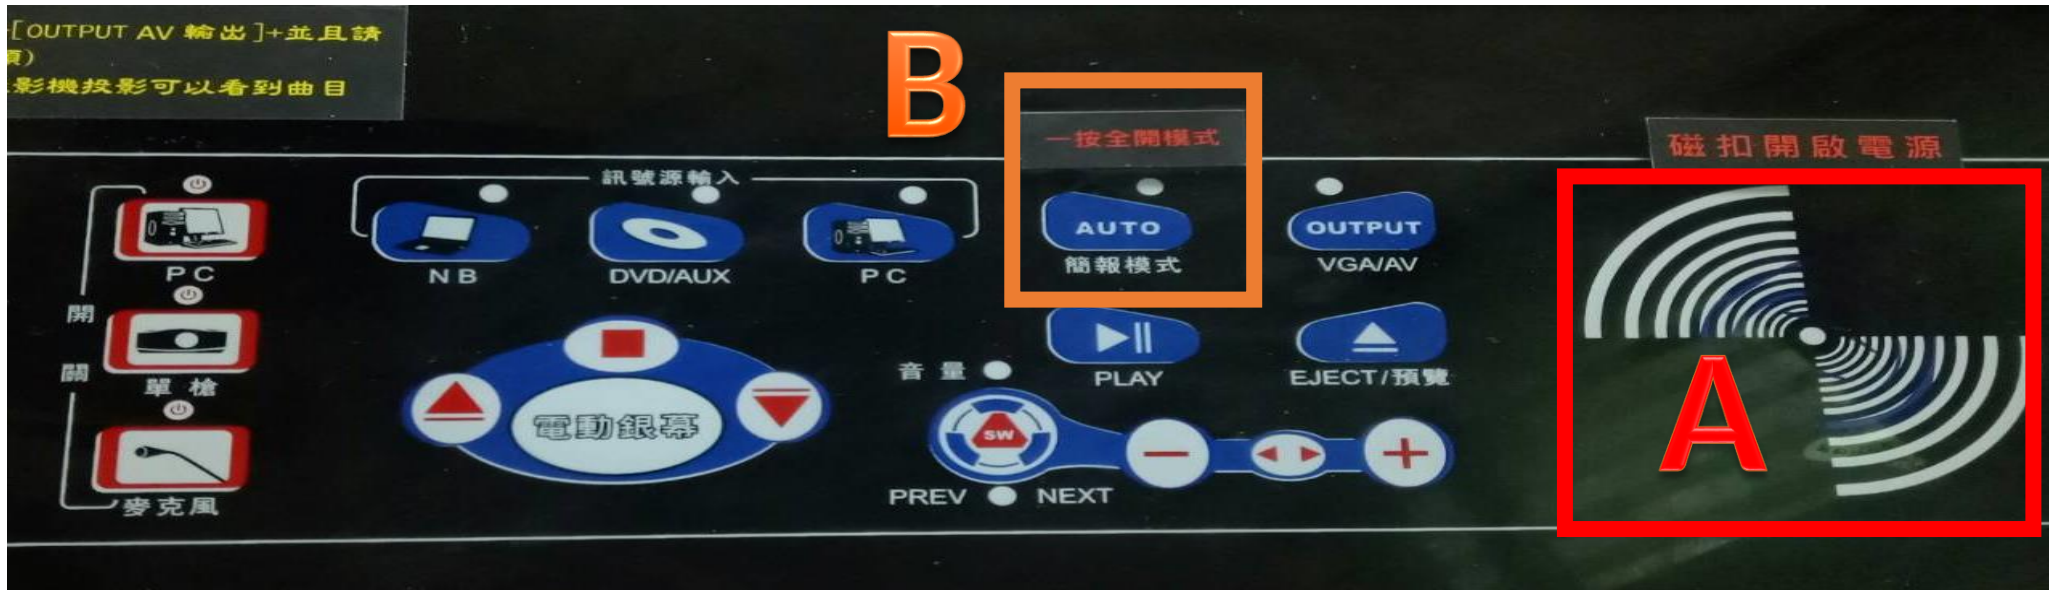 [OUTPUT AV 輸出]+並且請
影機投影可以看到曲目
B
一按全開模式
磁扣開啟電源
訊號源輸入
AUTO
OUTPUT
PC
NB
DVD/AUX
PC
簡報模式
VGA/AV
開
關
單槍
音量
PLAY
EJECT/預覽
電動銀幕
SW
A
PREV
NEXT
麥克風